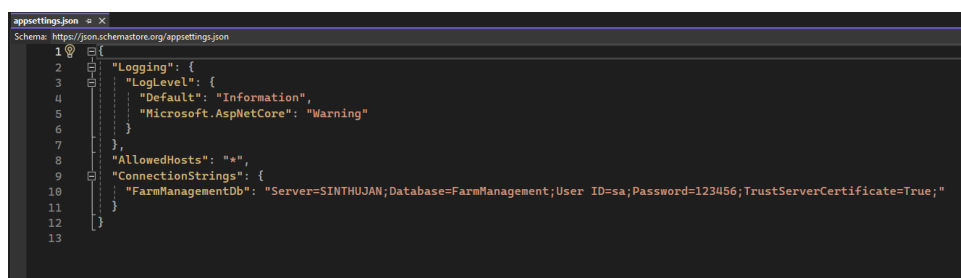 appsettings.json
Schema: https://json.schemastore.org/appsettings.json
1 {
2 "Logging": {
3 "LogLevel": {
4 "Default": "Information",
5 "Microsoft.AspNetCore": "Warning"
6 }
7 },
8 "AllowedHosts": "*",
9 "ConnectionStrings": {
10 "FarmManagementDb": "Server=SINTHUJAN;Database=FarmManagement;User ID=sa;Password=123456;TrustServerCertificate=True;"
11 }
12 }
13